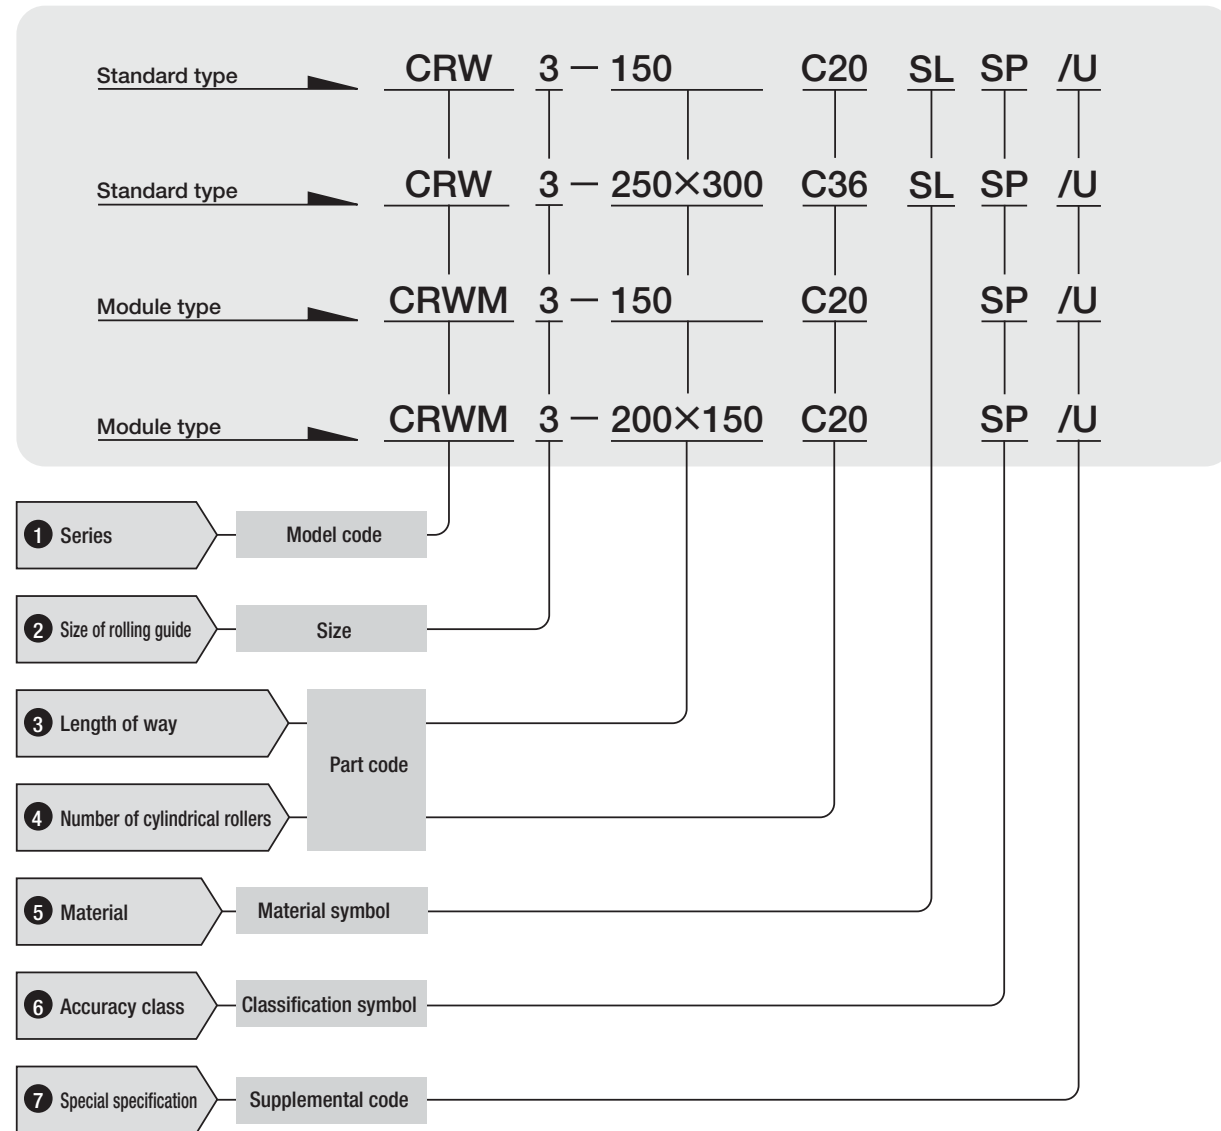 Standard type CRW 3 — 150 C20 SL SP /U
Standard type CRW 3 — 250×300 C36 SL SP /U
Module type CRWM 3 — 150 C20 SP /U
Module type CRWM 3 — 200×150 C20 SP /U
1 Series Model code
2 Size of rolling guide Size
3 Length of way
Part code
4 Number of cylindrical rollers
5 Material Material symbol
6 Accuracy class Classification symbol
7 Special specification Supplemental code